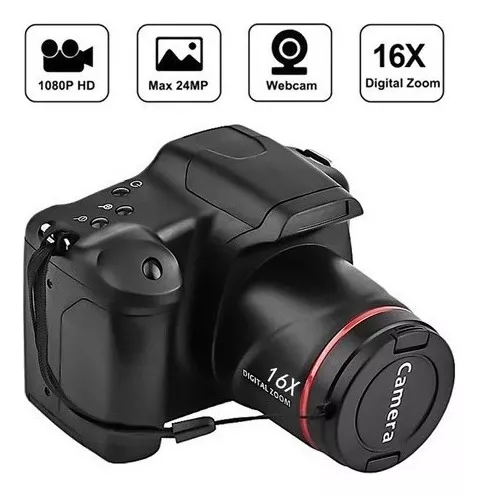 1080P HD
Max 24MP
Webcam
16X
Digital Zoom
16X
DIGITAL ZOOM
Camera